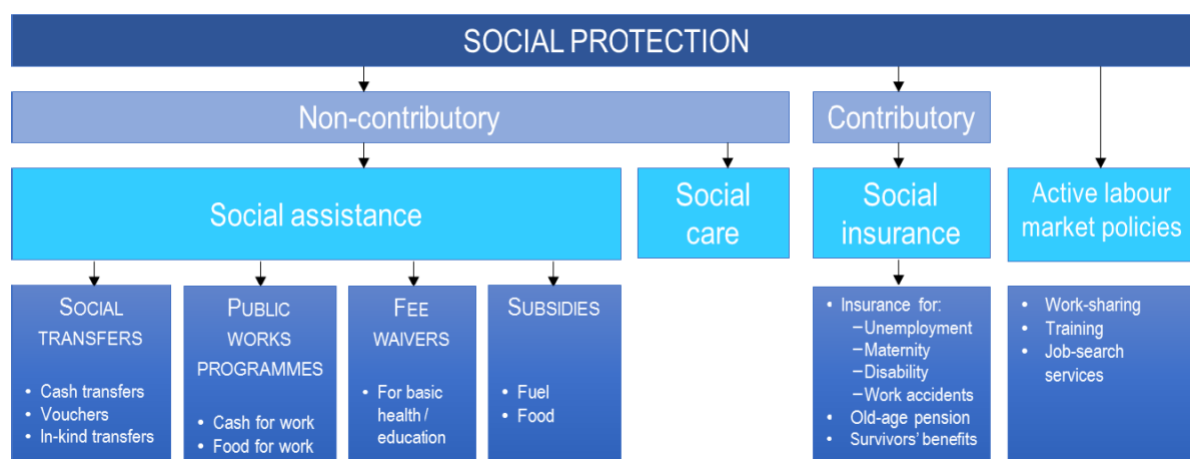 SOCIAL PROTECTION
Non-contributory
Contributory
Social assistance
Social
care
Social
insurance
Active labour
market policies
SOCIAL
TRANSFERS
• Cash transfers
• Vouchers
• In-kind transfers
PUBLIC
WORKS
PROGRAMMES
• Cash for work
• Food for work
FEE
WAIVERS
• For basic
health /
education
SUBSIDIES
• Fuel
• Food
• Insurance for:
–Unemployment
–Maternity
–Disability
–Work accidents
• Old-age pension
• Survivors' benefits
• Work-sharing
• Training
• Job-search
services